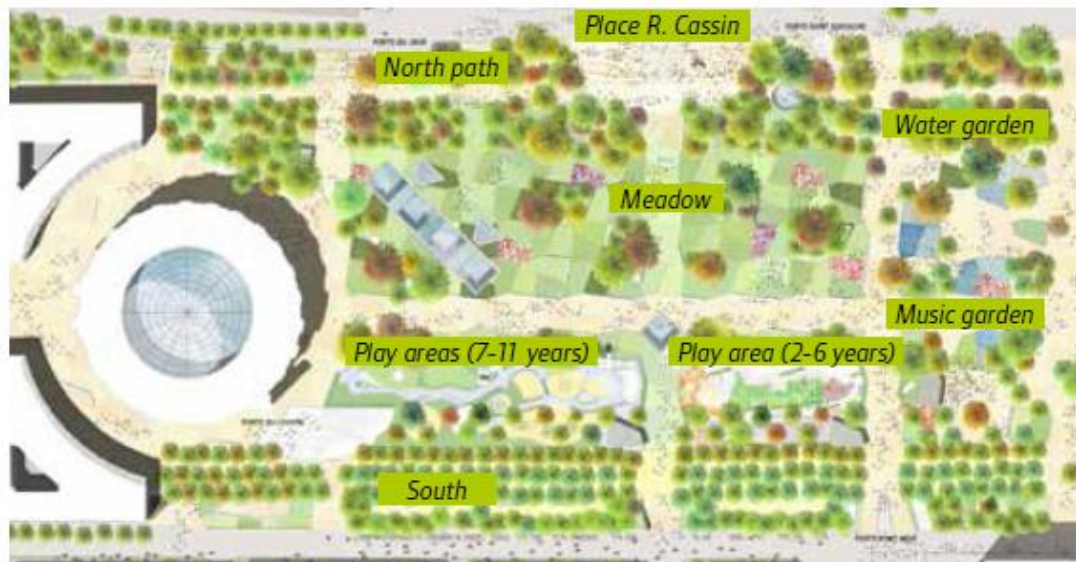 Place R. Cassin
North path
Water garden
Meadow
Music garden
Play areas (7-11 years)
Play area (2-6 years)
South